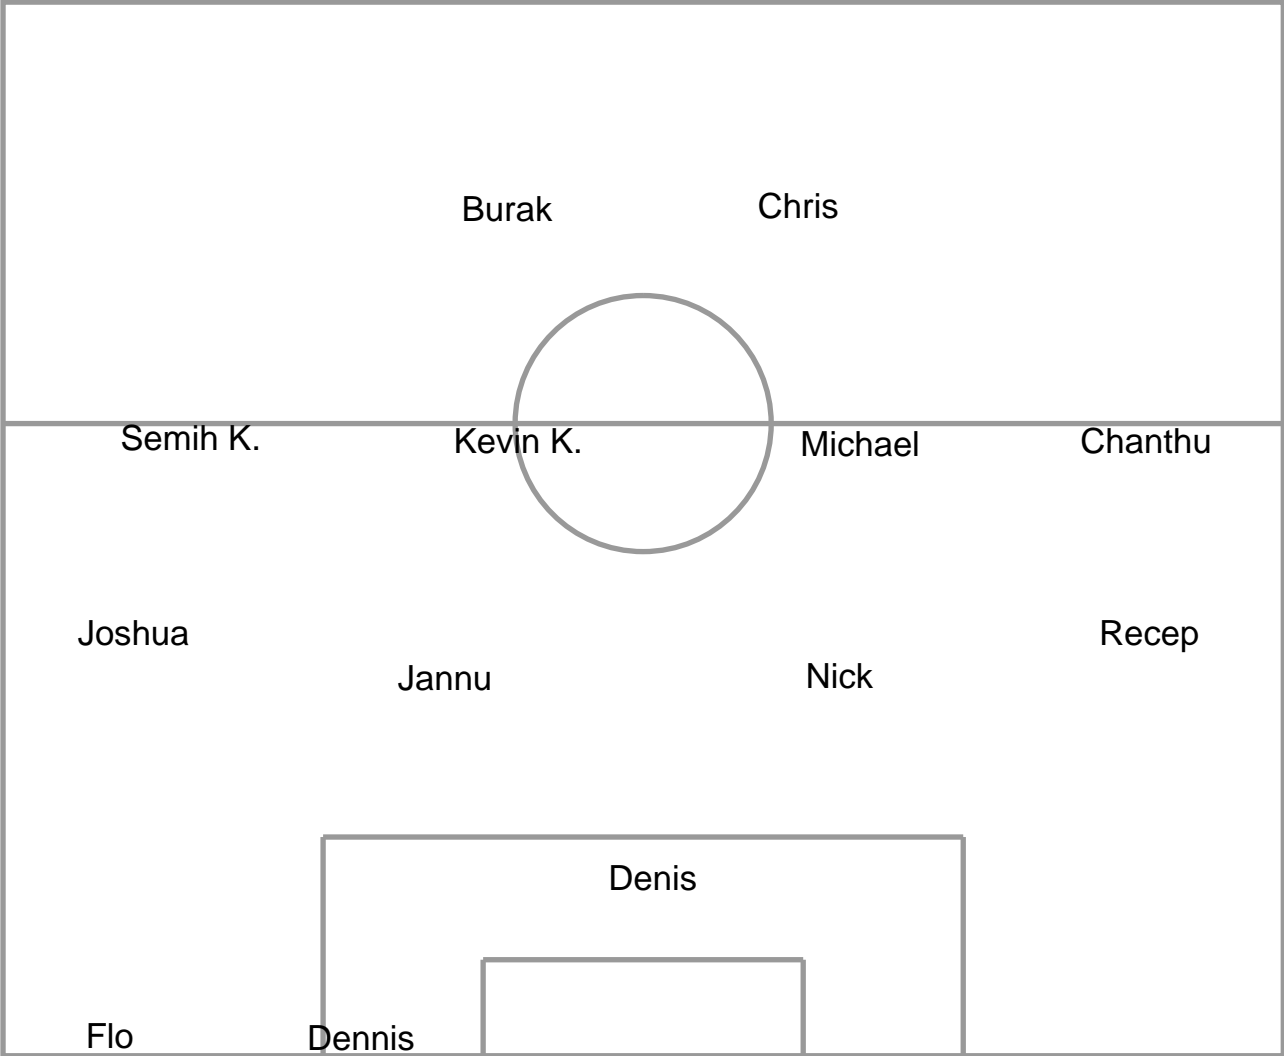 Burak Chris
Semih K. Kevin K. Michael Chanthu
Joshua Recep
Jannu Nick
Denis
Flo Dennis